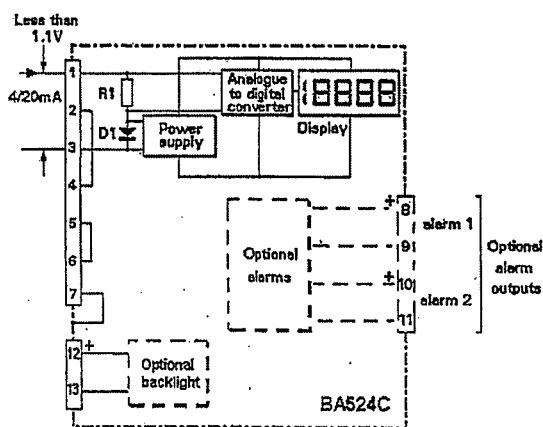 Less than
1.1V
4/20mA
1
2
3
4
5
6
7
12
13
+
R1
D1
Analogue
to digital
converter
Power
supply
Display
Optional
alarms
Optional
backlight
+
8
9
+
10
11
alarm 1
alarm 2
Optional
alarm
outputs
BA524C